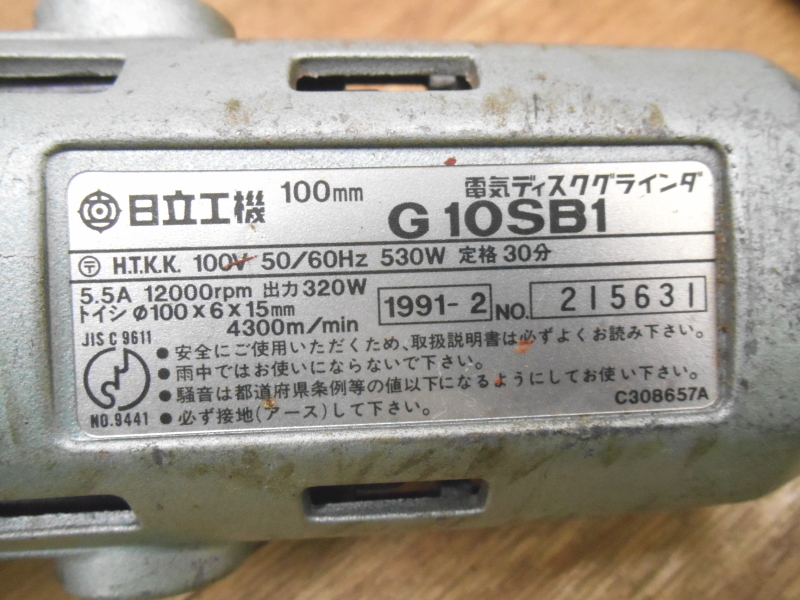 日立工機 100mm 電気ディスクグラインダ
G10SB1
〒 H.T.K.K. 100V 50/60Hz 530W 定格30分
5.5A 12000rpm 出力320W
トイシ φ100×6×15mm
4300m/min
1991-2 NO. 215631
JIS C 9611
NO.9441
●安全にご使用いただくため、取扱説明書は必ずよくお読み下さい。
●雨中ではお使いにならないで下さい。
●騒音は都道府県条例等の値以下になるようにしてお使い下さい。
●必ず接地(アース)して下さい。
C308657A